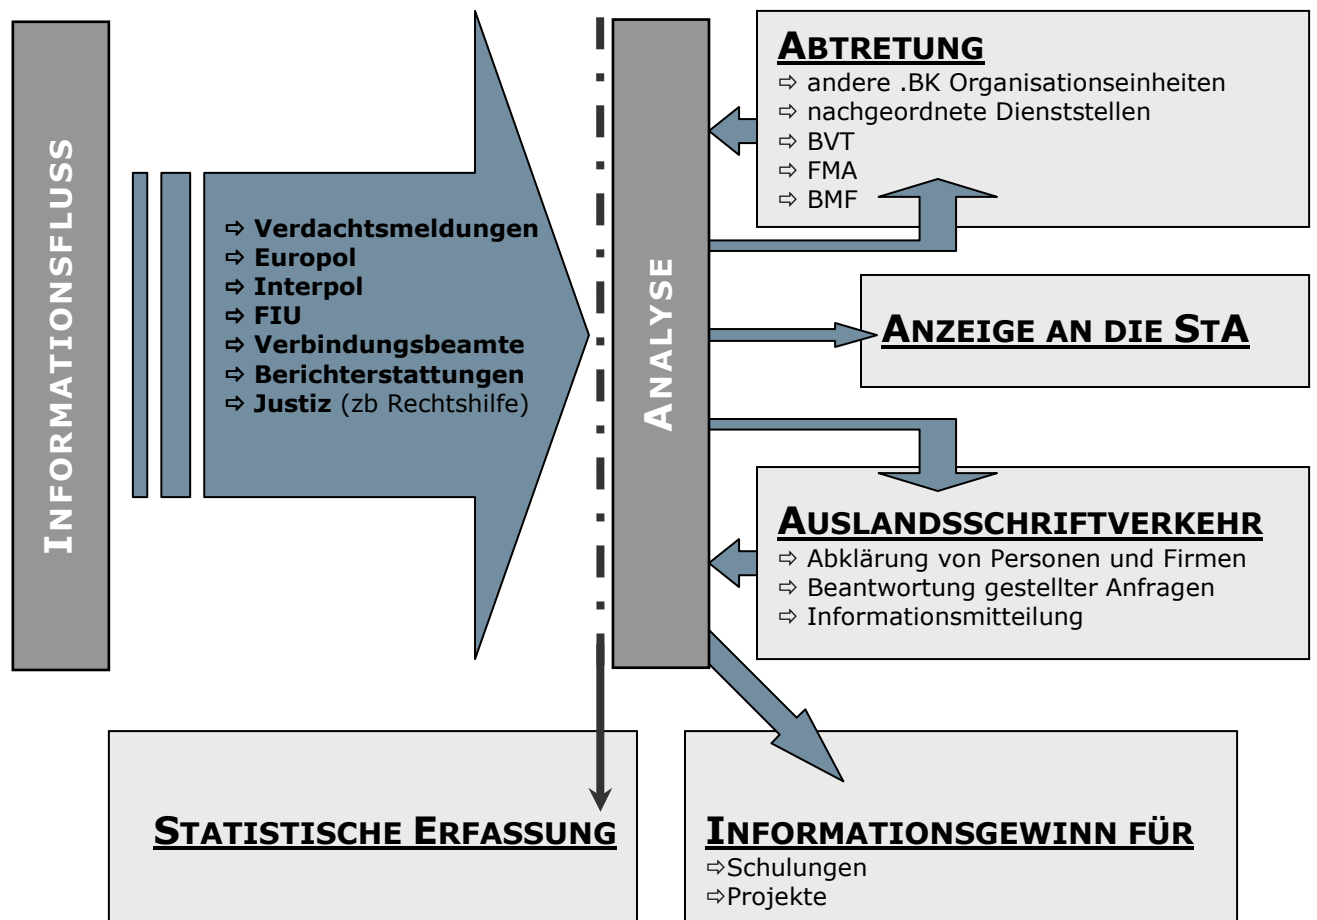 INFORMATIONSFLUSS
⇨ Verdachtsmeldungen
⇨ Europol
⇨ Interpol
⇨ FIU
⇨ Verbindungsbeamte
⇨ Berichterstattungen
⇨ Justiz (zb Rechtshilfe)
ANALYSE
ABTRETUNG
⇨ andere .BK Organisationseinheiten
⇨ nachgeordnete Dienststellen
⇨ BVT
⇨ FMA
⇨ BMF
ANZEIGE AN DIE STA
AUSLANDSSCHRIFTVERKEHR
⇨ Abklärung von Personen und Firmen
⇨ Beantwortung gestellter Anfragen
⇨ Informationsmitteilung
STATISTISCHE ERFASSUNG
INFORMATIONSGEWINN FÜR
⇨Schulungen
⇨Projekte